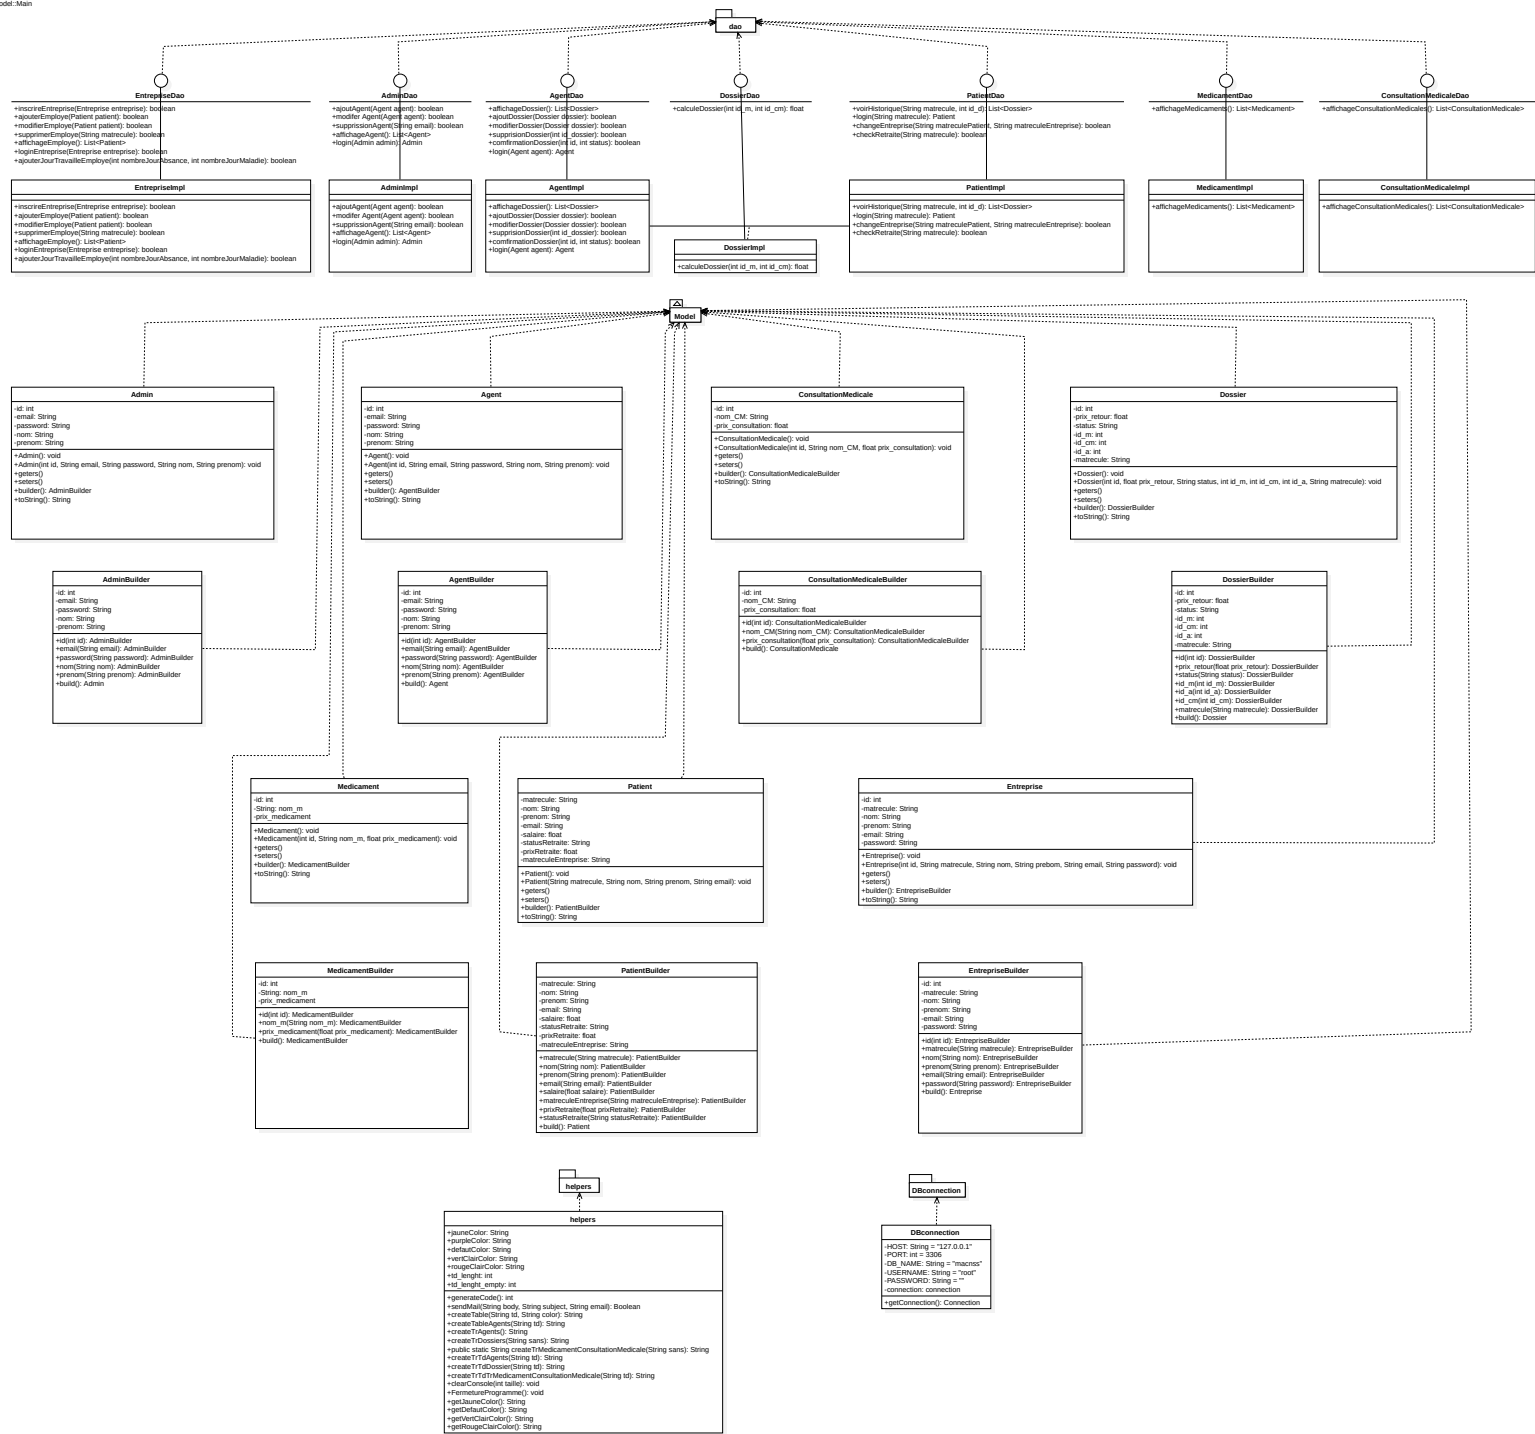 odel::Main
dao
EntrepriseDao
+inscrireEntreprise(Entreprise entreprise): boolean
+ajouterEmploye(Patient patient): boolean
+modifierEmploye(Patient patient): boolean
+supprimerEmploye(String matrecule): boolean
+affichageEmploye(): List<Patient>
+loginEntreprise(Entreprise entreprise): boolean
+ajouterJourTravailleEmploye(int nombreJourAbsance, int nombreJourMaladie): boolean
AdminDao
+ajoutAgent(Agent agent): boolean
+modifer Agent(Agent agent): boolean
+supprissionAgent(String email): boolean
+affichageAgent(): List<Agent>
+login(Admin admin): Admin
AgentDao
+affichageDossier(): List<Dossier>
+ajoutDossier(Dossier dossier): boolean
+modifierDossier(Dossier dossier): boolean
+supprisionDossier(int id_dossier): boolean
+comfirmationDossier(int id, int status): boolean
+login(Agent agent): Agent
DossierDao
+calculeDossier(int id_m, int id_cm): float
PatientDao
+voirHistorique(String matrecule, int id_d): List<Dossier>
+login(String matrecule): Patient
+changeEntreprise(String matreculePatient, String matreculeEntreprise): boolean
+checkRetraite(String matrecule): boolean
MedicamentDao
+affichageMedicaments(): List<Medicament>
ConsultationMedicaleDao
+affichageConsultationMedicales(): List<ConsultationMedicale>
EntrepriseImpl
+inscrireEntreprise(Entreprise entreprise): boolean
+ajouterEmploye(Patient patient): boolean
+modifierEmploye(Patient patient): boolean
+supprimerEmploye(String matrecule): boolean
+affichageEmploye(): List<Patient>
+loginEntreprise(Entreprise entreprise): boolean
+ajouterJourTravailleEmploye(int nombreJourAbsance, int nombreJourMaladie): boolean
AdminImpl
+ajoutAgent(Agent agent): boolean
+modifer Agent(Agent agent): boolean
+supprissionAgent(String email): boolean
+affichageAgent(): List<Agent>
+login(Admin admin): Admin
AgentImpl
+affichageDossier(): List<Dossier>
+ajoutDossier(Dossier dossier): boolean
+modifierDossier(Dossier dossier): boolean
+supprisionDossier(int id_dossier): boolean
+comfirmationDossier(int id, int status): boolean
+login(Agent agent): Agent
DossierImpl
+calculeDossier(int id_m, int id_cm): float
PatientImpl
+voirHistorique(String matrecule, int id_d): List<Dossier>
+login(String matrecule): Patient
+changeEntreprise(String matreculePatient, String matreculeEntreprise): boolean
+checkRetraite(String matrecule): boolean
MedicamentImpl
+affichageMedicaments(): List<Medicament>
ConsultationMedicaleImpl
+affichageConsultationMedicales(): List<ConsultationMedicale>
Model
Admin
-id: int
-email: String
-password: String
-nom: String
-prenom: String
+Admin(): void
+Admin(int id, String email, String password, String nom, String prenom): void
+geters()
+seters()
+builder(): AdminBuilder
+toString(): String
Agent
-id: int
-email: String
-password: String
-nom: String
-prenom: String
+Agent(): void
+Agent(int id, String email, String password, String nom, String prenom): void
+geters()
+seters()
+builder(): AgentBuilder
+toString(): String
ConsultationMedicale
-id: int
-nom_CM: String
-prix_consultation: float
+ConsultationMedicale(): void
+ConsultationMedicale(int id, String nom_CM, float prix_consultation): void
+geters()
+seters()
+builder(): ConsultationMedicaleBuilder
+toString(): String
Dossier
-id: int
-prix_retour: float
-status: String
-id_m: int
-id_cm: int
-id_a: int
-matrecule: String
+Dossier(): void
+Dossier(int id, float prix_retour, String status, int id_m, int id_cm, int id_a, String matrecule): void
+geters()
+seters()
+builder(): DossierBuilder
+toString(): String
AdminBuilder
-id: int
-email: String
-password: String
-nom: String
-prenom: String
+id(int id): AdminBuilder
+email(String email): AdminBuilder
+password(String password): AdminBuilder
+nom(String nom): AdminBuilder
+prenom(String prenom): AdminBuilder
+build(): Admin
AgentBuilder
-id: int
-email: String
-password: String
-nom: String
-prenom: String
+id(int id): AgentBuilder
+email(String email): AgentBuilder
+password(String password): AgentBuilder
+nom(String nom): AgentBuilder
+prenom(String prenom): AgentBuilder
+build(): Agent
ConsultationMedicaleBuilder
-id: int
-nom_CM: String
-prix_consultation: float
+id(int id): ConsultationMedicaleBuilder
+nom_CM(String nom_CM): ConsultationMedicaleBuilder
+prix_consultation(float prix_consultation): ConsultationMedicaleBuilder
+build(): ConsultationMedicale
DossierBuilder
-id: int
-prix_retour: float
-status: String
-id_m: int
-id_cm: int
-id_a: int
-matrecule: String
+id(int id): DossierBuilder
+prix_retour(float prix_retour): DossierBuilder
+status(String status): DossierBuilder
+id_m(int id_m): DossierBuilder
+id_a(int id_a): DossierBuilder
+id_cm(int id_cm): DossierBuilder
+matrecule(String matrecule): DossierBuilder
+build(): Dossier
Medicament
-id: int
-String: nom_m
-prix_medicament
+Medicament(): void
+Medicament(int id, String nom_m, float prix_medicament): void
+geters()
+seters()
+builder(): MedicamentBuilder
+toString(): String
Patient
-matrecule: String
-nom: String
-prenom: String
-email: String
-salaire: float
-statusRetraite: String
-prixRetraite: float
-matreculeEntreprise: String
+Patient(): void
+Patient(String matrecule, String nom, String prenom, String email): void
+geters()
+seters()
+builder(): PatientBuilder
+toString(): String
Entreprise
-id: int
-matrecule: String
-nom: String
-prenom: String
-email: String
-password: String
+Entreprise(): void
+Entreprise(int id, String matrecule, String nom, String prebom, String email, String password): void
+geters()
+seters()
+builder(): EntrepriseBuilder
+toString(): String
MedicamentBuilder
-id: int
-String: nom_m
-prix_medicament
+id(int id): MedicamentBuilder
+nom_m(String nom_m): MedicamentBuilder
+prix_medicament(float prix_medicament): MedicamentBuilder
+build(): MedicamentBuilder
PatientBuilder
-matrecule: String
-nom: String
-prenom: String
-email: String
-salaire: float
-statusRetraite: String
-prixRetraite: float
-matreculeEntreprise: String
+matrecule(String matrecule): PatientBuilder
+nom(String nom): PatientBuilder
+prenom(String prenom): PatientBuilder
+email(String email): PatientBuilder
+salaire(float salaire): PatientBuilder
+matreculeEntreprise(String matreculeEntreprise): PatientBuilder
+prixRetraite(float prixRetraite): PatientBuilder
+statusRetraite(String statusRetraite): PatientBuilder
+build(): Patient
EntrepriseBuilder
-id: int
-matrecule: String
-nom: String
-prenom: String
-email: String
-password: String
+id(int id): EntrepriseBuilder
+matrecule(String matrecule): EntrepriseBuilder
+nom(String nom): EntrepriseBuilder
+prenom(String prenom): EntrepriseBuilder
+email(String email): EntrepriseBuilder
+password(String password): EntrepriseBuilder
+build(): Entreprise
helpers
helpers
+jauneColor: String
+purpleColor: String
+defautColor: String
+vertClairColor: String
+rougeClairColor: String
+td_lenght: int
+td_lenght_empty: int
+generateCode(): int
+sendMail(String body, String subject, String email): Boolean
+createTable(String td, String color): String
+createTableAgents(String td): String
+createTrAgents(): String
+createTrDossiers(String sans): String
+public static String createTrMedicamentConsultationMedicale(String sans): String
+createTrTdAgents(String td): String
+createTrTdDossier(String td): String
+createTrTdTrMedicamentConsultationMedicale(String td): String
+clearConsole(int taille): void
+FermetureProgramme(): void
+getJauneColor(): String
+getDefautColor(): String
+getVertClairColor(): String
+getRougeClairColor(): String
DBconnection
DBconnection
-HOST: String = "127.0.0.1"
-PORT: int = 3306
-DB_NAME: String = "macnss"
-USERNAME: String = "root"
-PASSWORD: String = ""
-connection: connection
+getConnection(): Connection